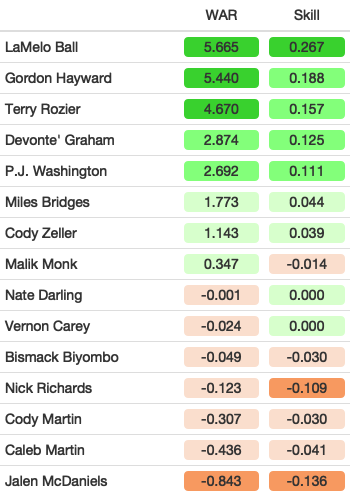 WAR Skill
LaMelo Ball 5.665 0.267
Gordon Hayward 5.440 0.188
Terry Rozier 4.670 0.157
Devonte' Graham 2.874 0.125
P.J. Washington 2.692 0.111
Miles Bridges 1.773 0.044
Cody Zeller 1.143 0.039
Malik Monk 0.347 -0.014
Nate Darling -0.001 0.000
Vernon Carey -0.024 0.000
Bismack Biyombo -0.049 -0.030
Nick Richards -0.123 -0.109
Cody Martin -0.307 -0.030
Caleb Martin -0.436 -0.041
Jalen McDaniels -0.843 -0.136